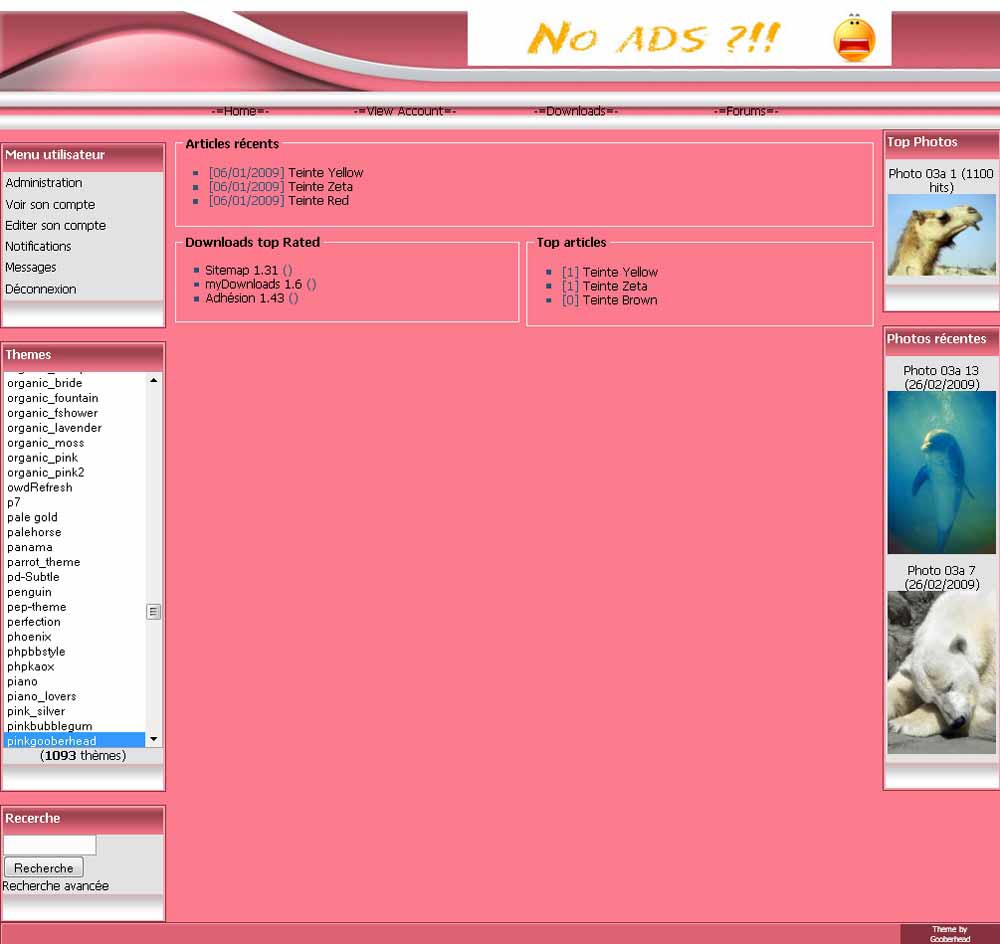 No ADS ?!!
-=Home=- -=View Account=- -=Downloads=- -=Forums=-
Menu utilisateur
Administration
Voir son compte
Editer son compte
Notifications
Messages
Déconnexion
Themes
organic_bride
organic_fountain
organic_fshower
organic_lavender
organic_moss
organic_pink
organic_pink2
owdRefresh
p7
pale gold
palehorse
panama
parrot_theme
pd-Subtle
penguin
pep-theme
perfection
phoenix
phpbbstyle
phpkaox
piano
piano_lovers
pink_silver
pinkbubblegum
pinkgooberhead
(1093 thèmes)
Recerche
Recherche
Recherche avancée
Articles récents
[06/01/2009] Teinte Yellow
[06/01/2009] Teinte Zeta
[06/01/2009] Teinte Red
Downloads top Rated
Sitemap 1.31 ()
myDownloads 1.6 ()
Adhésion 1.43 ()
Top articles
[1] Teinte Yellow
[1] Teinte Zeta
[0] Teinte Brown
Top Photos
Photo 03a 1 (1100
hits)
Photos récentes
Photo 03a 13
(26/02/2009)
Photo 03a 7
(26/02/2009)
Theme by
Gooberhead